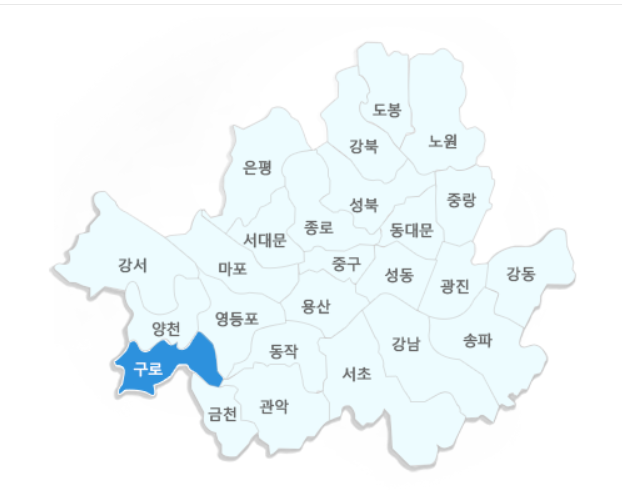 도봉
노원
강북
은평
중랑
성북
종로
동대문
서대문
강서
마포
중구
성동
강동
광진
용산
영등포
양천
송파
강남
동작
구로
서초
관악
금천